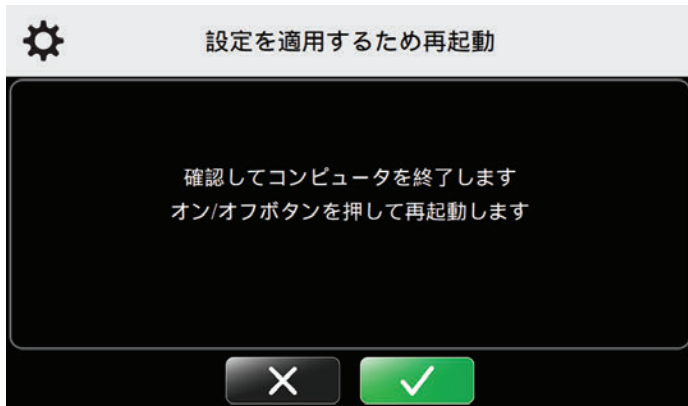 設定を適用するため再起動
確認してコンピュータを終了します
オン/オフボタンを押して再起動します